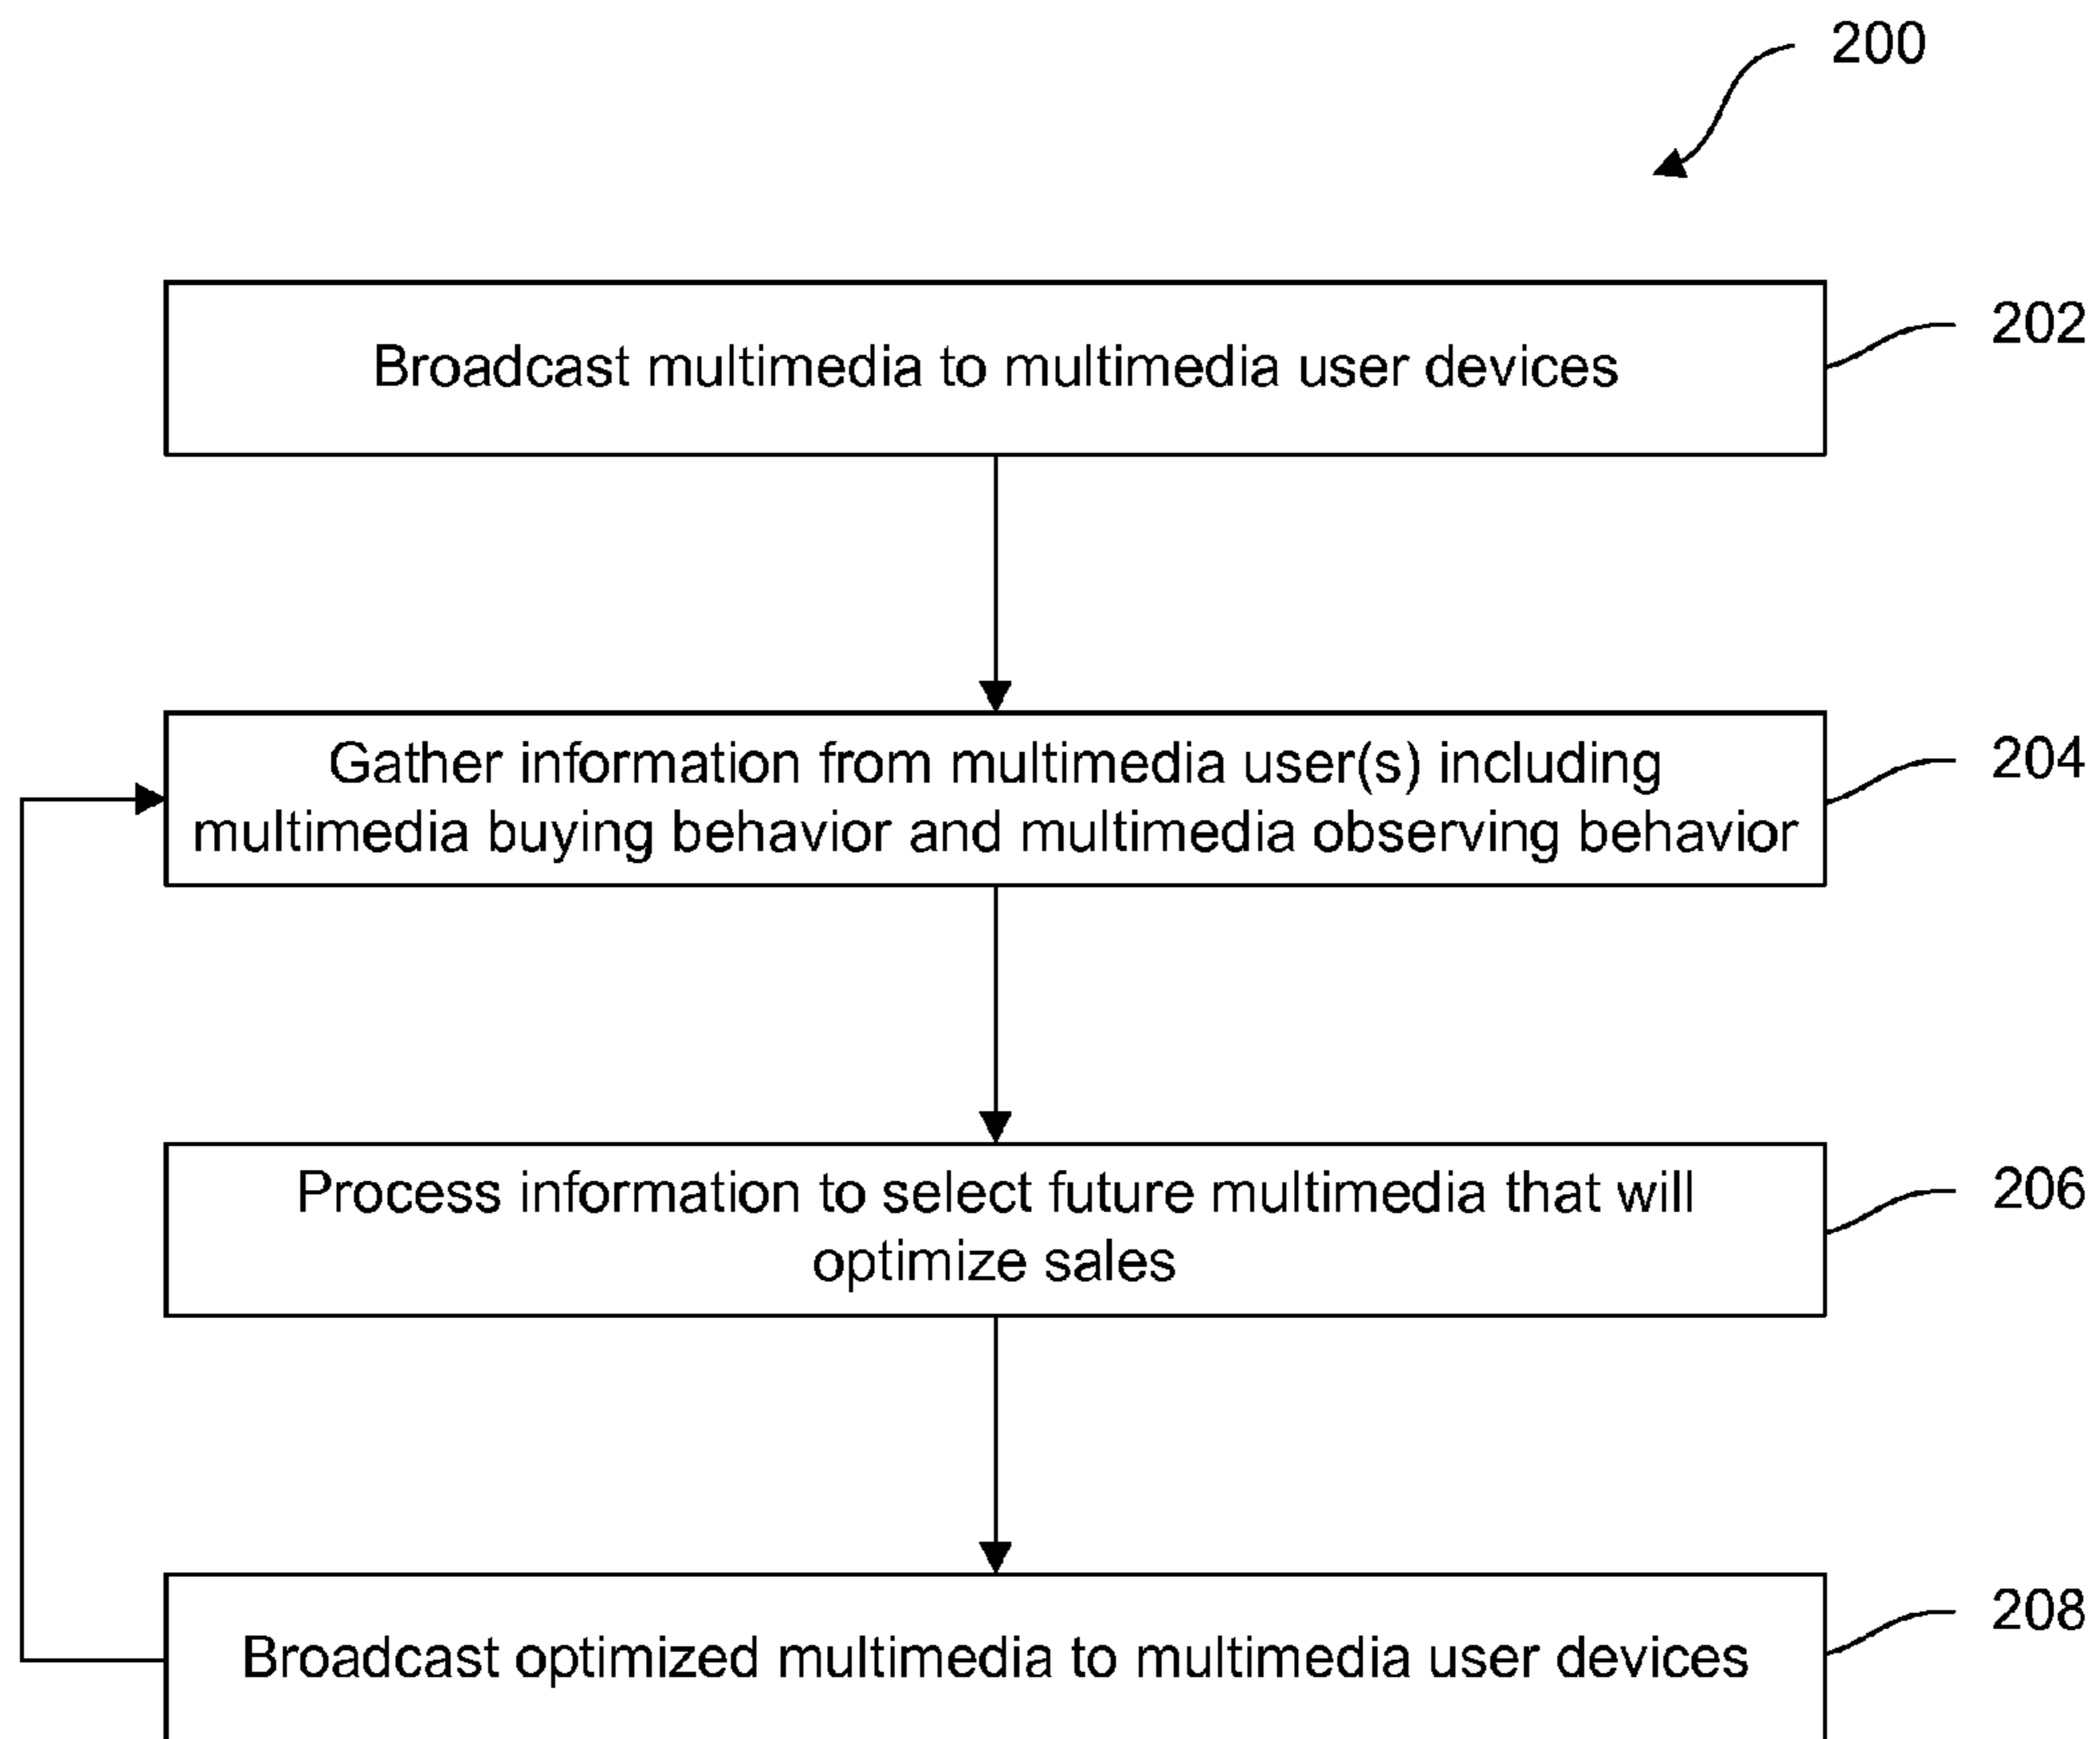 200
Broadcast multimedia to multimedia user devices
202
Gather information from multimedia user(s) including
multimedia buying behavior and multimedia observing behavior
204
Process information to select future multimedia that will
optimize sales
206
Broadcast optimized multimedia to multimedia user devices
208